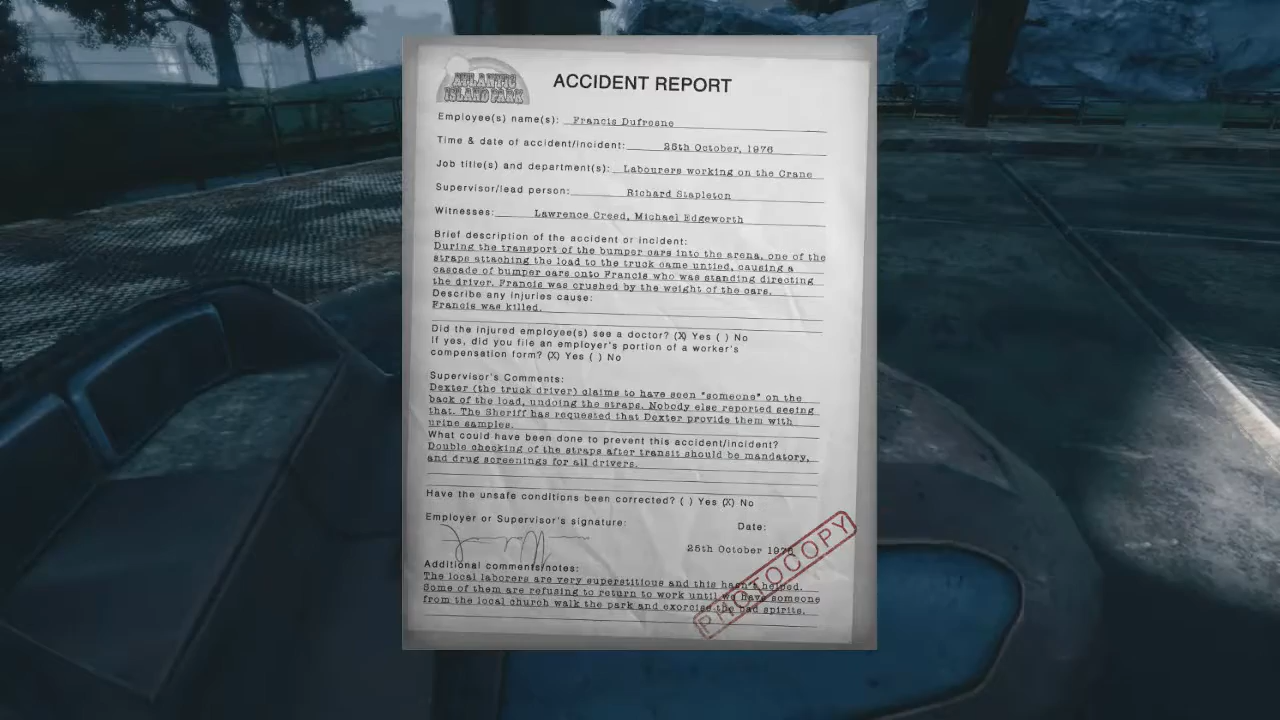 ATLANTIC
ISLAND PARK
ACCIDENT REPORT
Employee(s) name(s): Francis Dufresne
Time & date of accident/incident: 25th October, 1976
Job title(s) and department(s): Labourers working on the Crane
Supervisor/lead person: Richard Stapleton
Witnesses: Lawrence Creed, Michael Edgeworth
Brief description of the accident or incident:
During the transport of the bumper cars into the arena, one of the
straps attaching the load to the truck came untied, causing a
cascade of bumper cars onto Francis who was standing directing
the driver. Francis was crushed by the weight of the cars.
Describe any injuries cause:
Francis was killed.
Did the injured employee(s) see a doctor? (X) Yes ( ) No
If yes, did you file an employer's portion of a worker's
compensation form? (X) Yes ( ) No
Supervisor's Comments:
Dexter (the truck driver) claims to have seen "someone" on the
back of the load, undoing the straps. Nobody else reported seeing
that. The Sheriff has requested that Dexter provide them with
urine samples.
What could have been done to prevent this accident/incident?
Double checking of the straps after transit should be mandatory,
and drug screenings for all drivers.
Have the unsafe conditions been corrected? ( ) Yes (X) No
Employer or Supervisor's signature:
Date:
25th October 1976
Additional comments/notes:
The local laborers are very superstitious and this hasn't helped.
Some of them are refusing to return to work until we have someone
from the local church walk the park and exorcise the bad spirits.
PHOTOCOPY